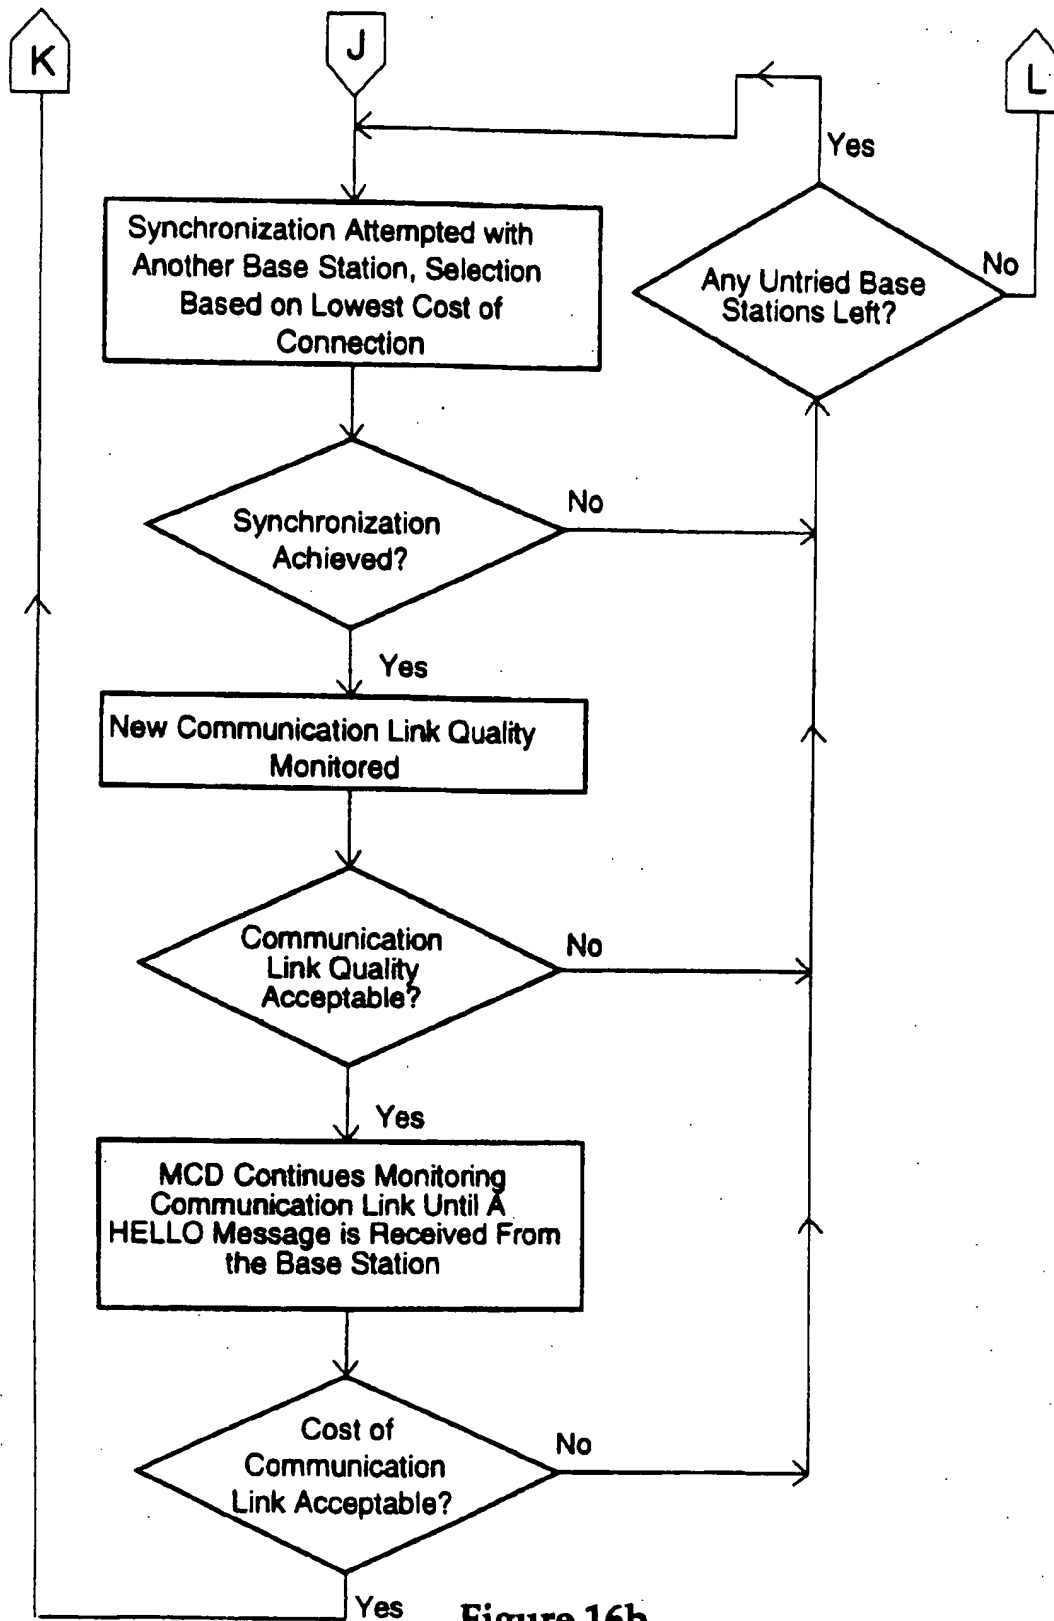 K
J
L
Yes
Synchronization Attempted with
Another Base Station, Selection
Based on Lowest Cost of
Connection
Any Untried Base
Stations Left?
No
Synchronization
Achieved?
No
Yes
New Communication Link Quality
Monitored
Communication
Link Quality
Acceptable?
No
Yes
MCD Continues Monitoring
Communication Link Until A
HELLO Message is Received From
the Base Station
Cost of
Communication
Link Acceptable?
No
Yes
Figure 16b